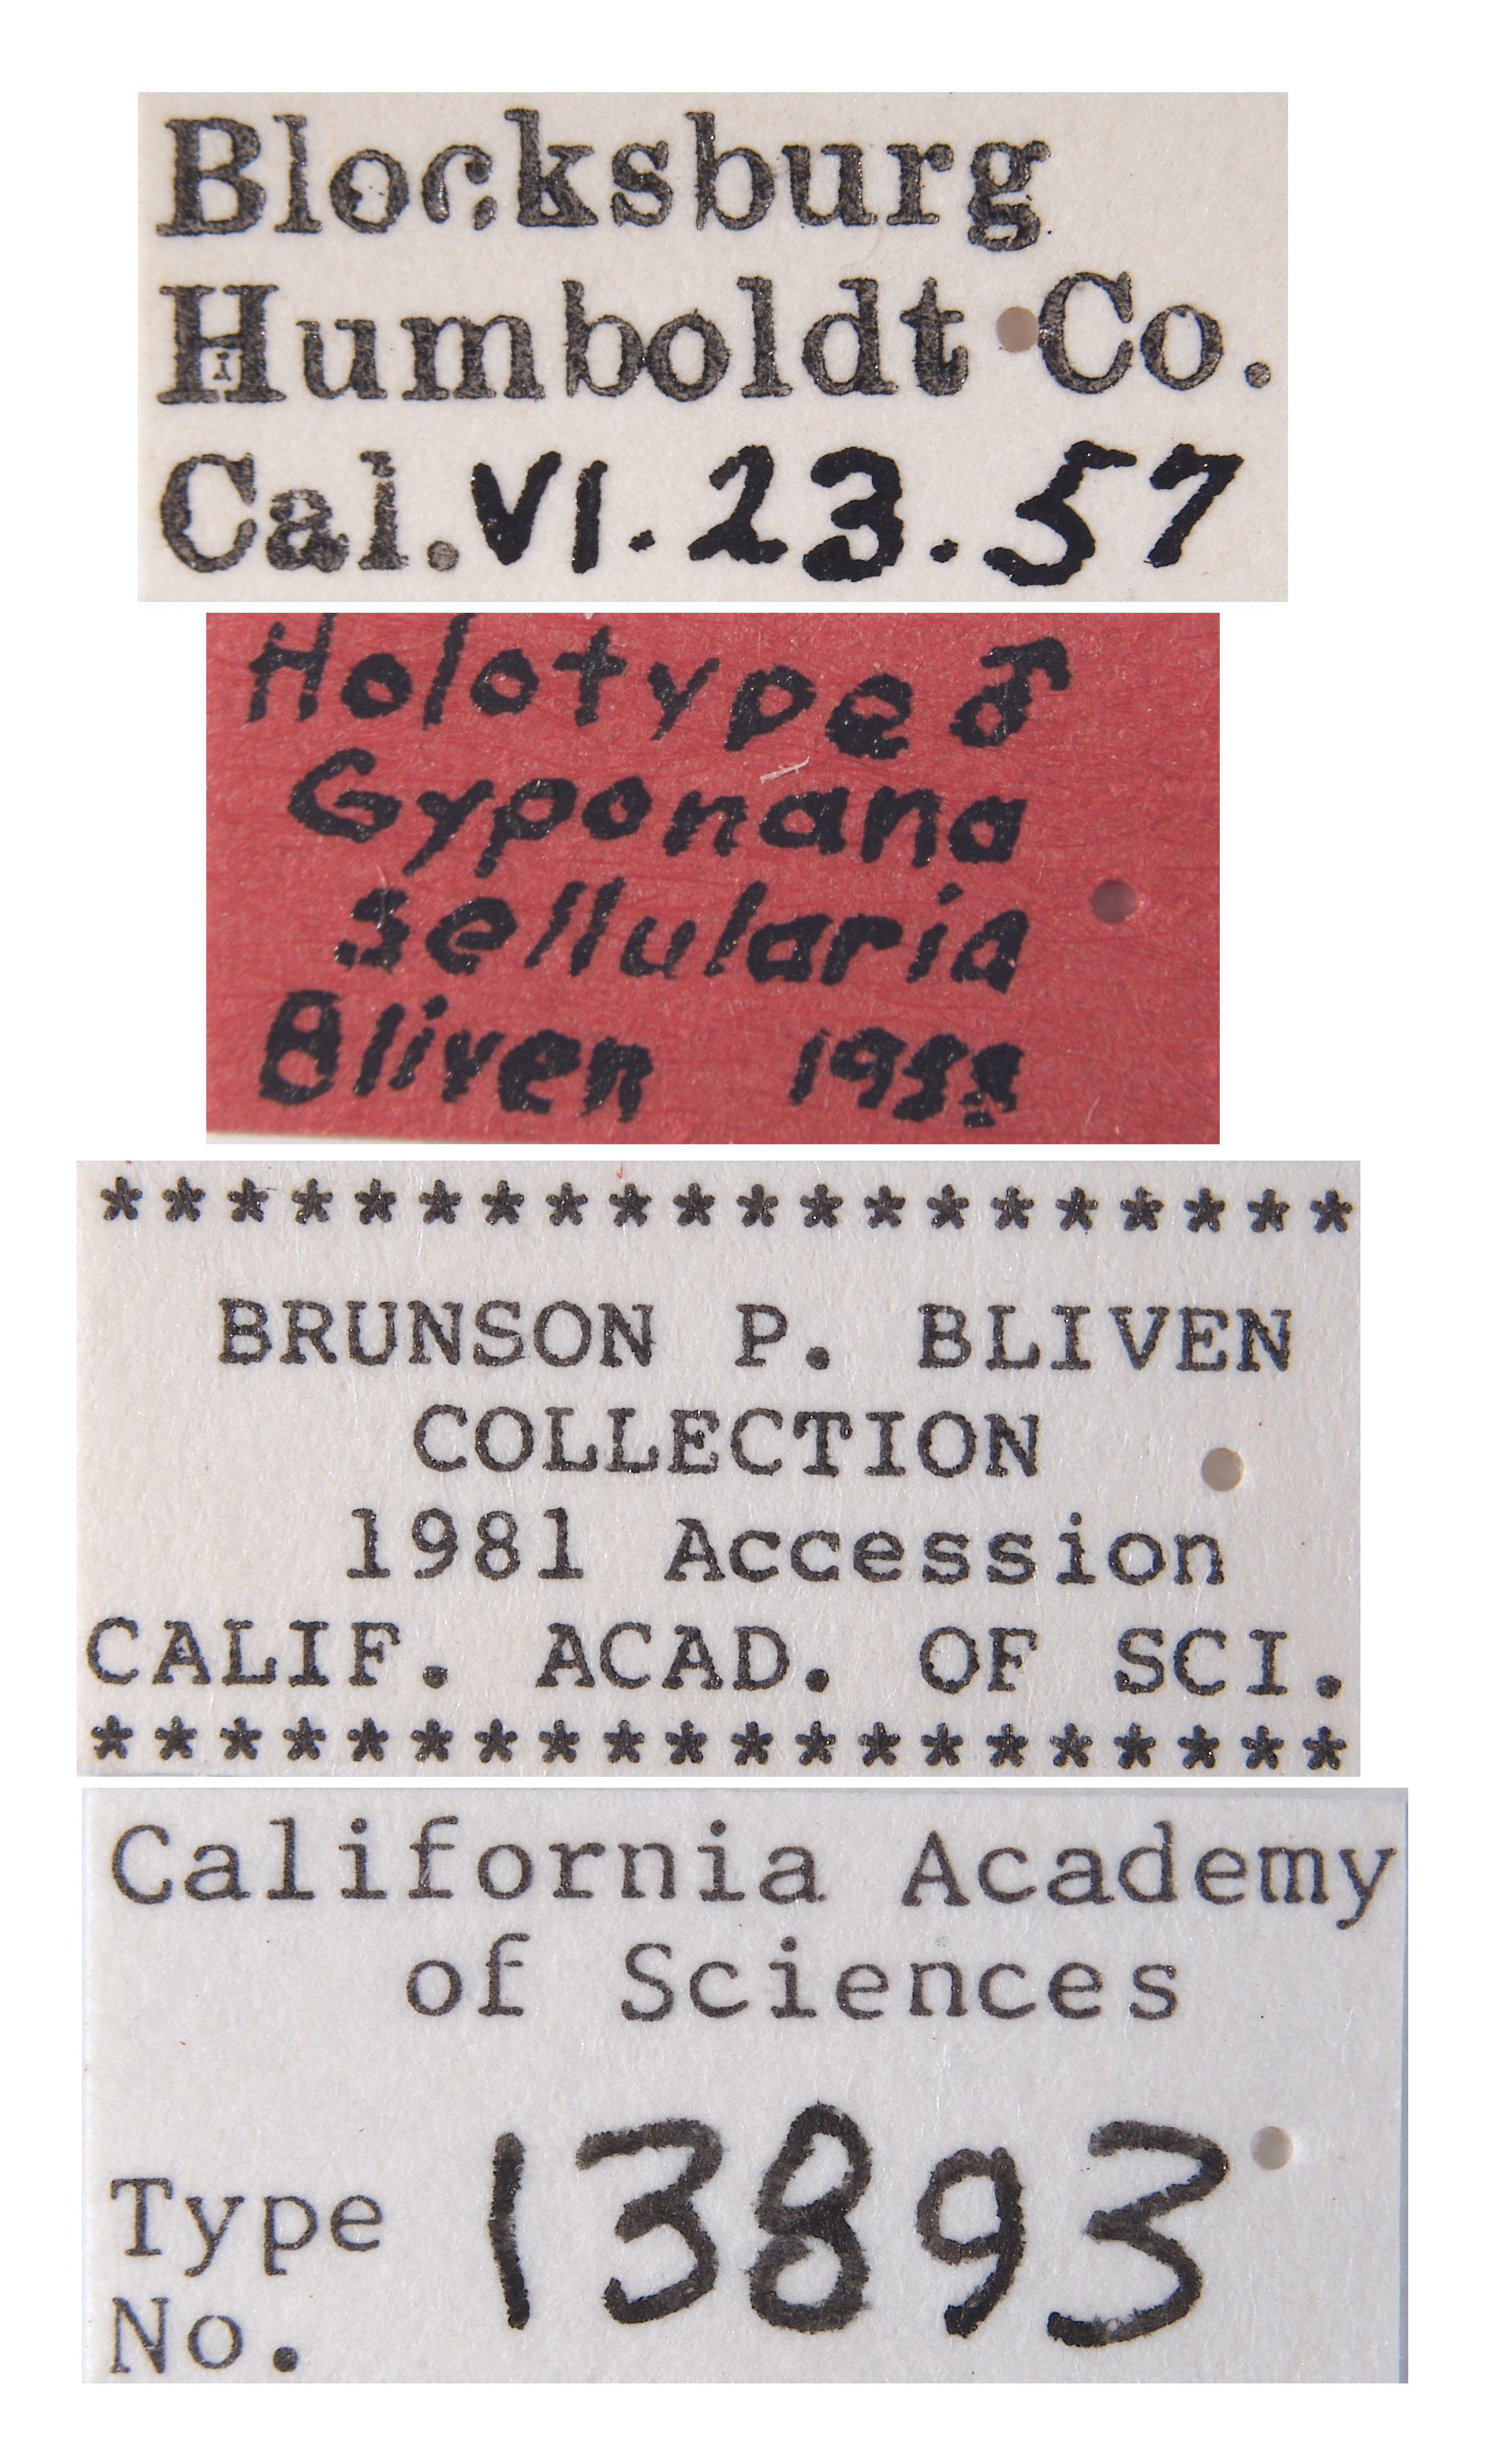 Blocksburg
Humboldt Co.
Cal. VI. 23. 57
Holotype ♂
Gyponana
sellularia
Bliven
********************
BRUNSON P. BLIVEN
COLLECTION
1981 Accession
CALIF. ACAD. OF SCI.
********************
California Academy
of Sciences
Type
No. 13893